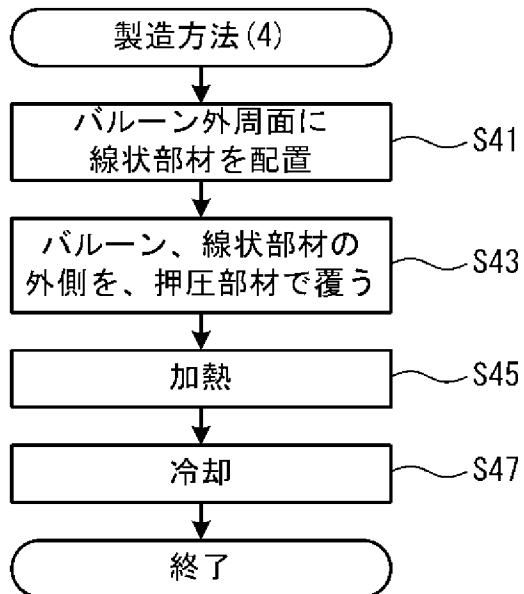 製造方法(4)
バルーン外周面に
線状部材を配置
S41
バルーン、線状部材の
外側を、押圧部材で覆う
S43
加熱
S45
冷却
S47
終了